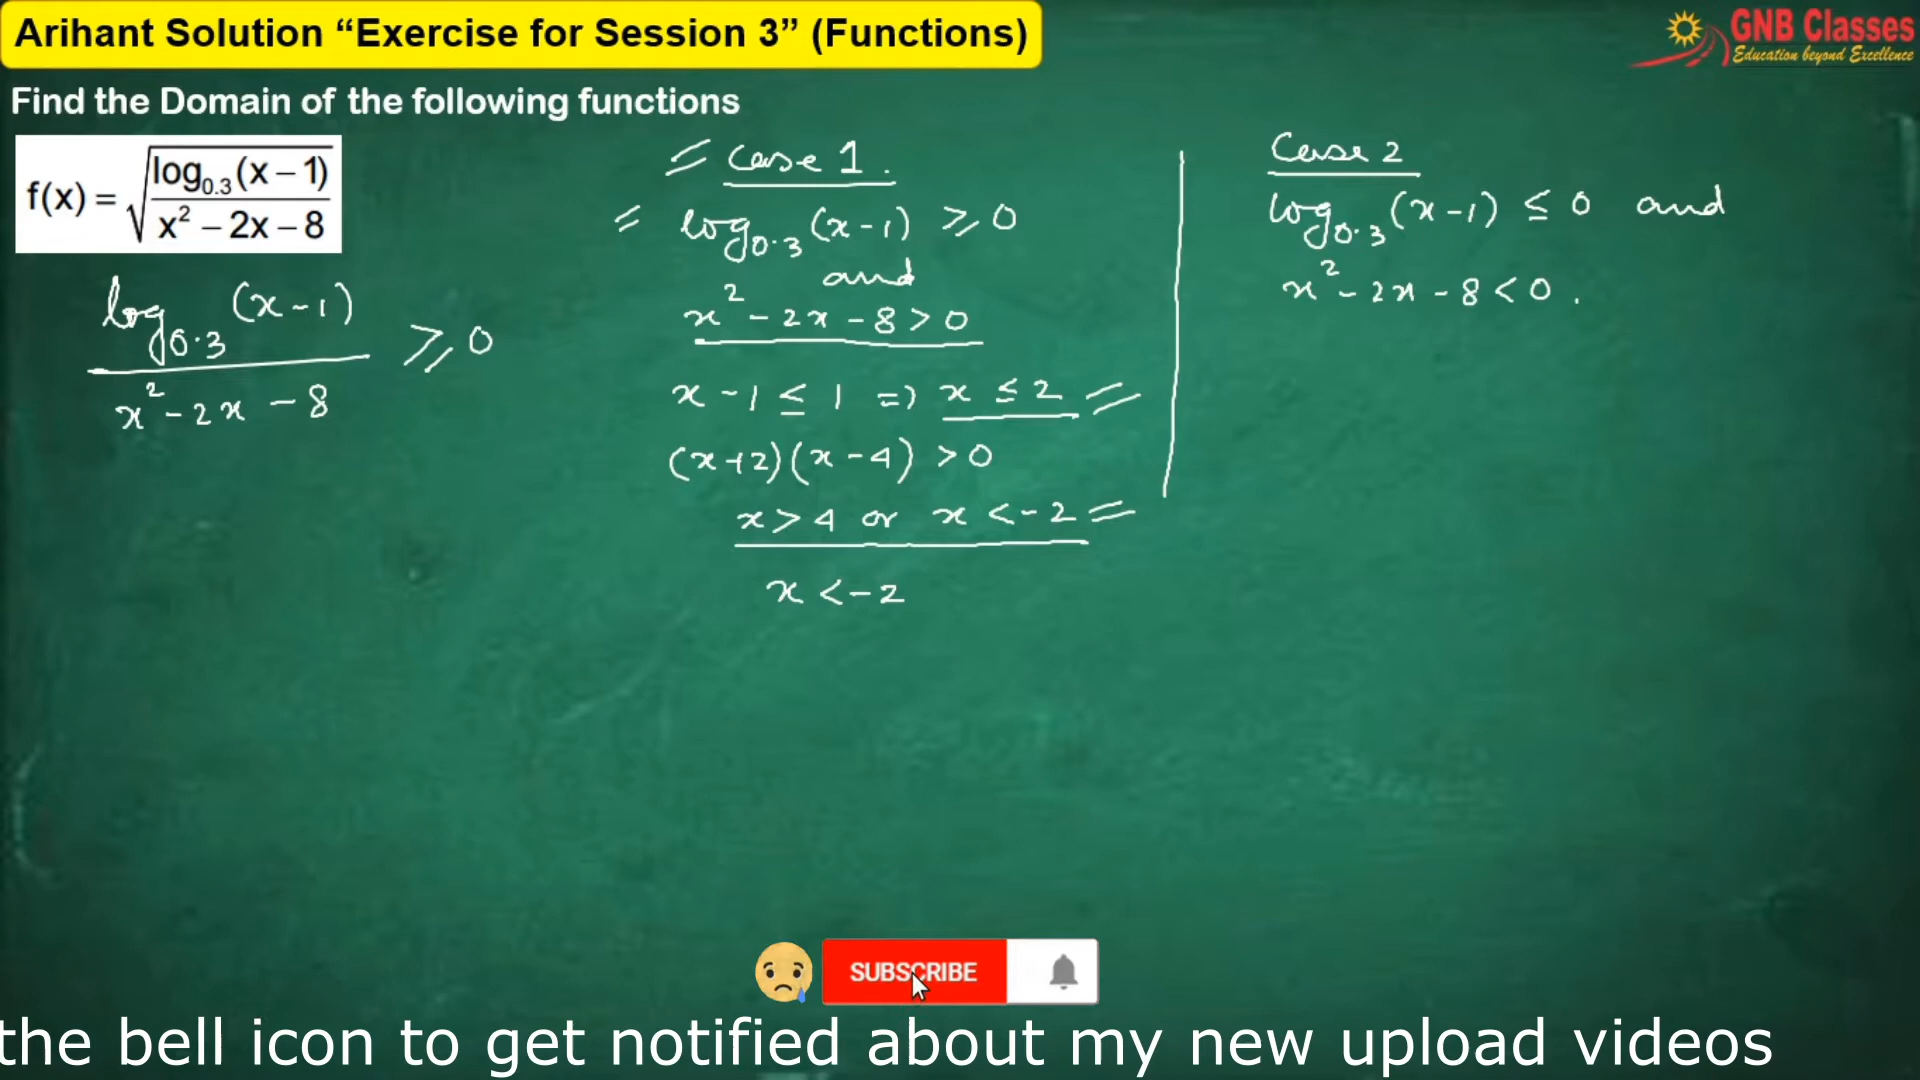 Arihant Solution “Exercise for Session 3” (Functions)
GNB Classes
Education beyond Excellence
Find the Domain of the following functions
f(x) = √(log₀.₃(x – 1) / (x² – 2x – 8))
log₀.₃(x-1) / (x² - 2x - 8) ≥ 0
= Case 1.
= log₀.₃(x-1) ≥ 0
and
x² - 2x - 8 > 0
x - 1 ≤ 1 => x ≤ 2 =
(x+2)(x-4) > 0
x > 4 or x < -2 =
x < -2
Case 2
log₀.₃(x-1) ≤ 0 and
x² - 2x - 8 < 0.
SUBSCRIBE
the bell icon to get notified about my new upload videos